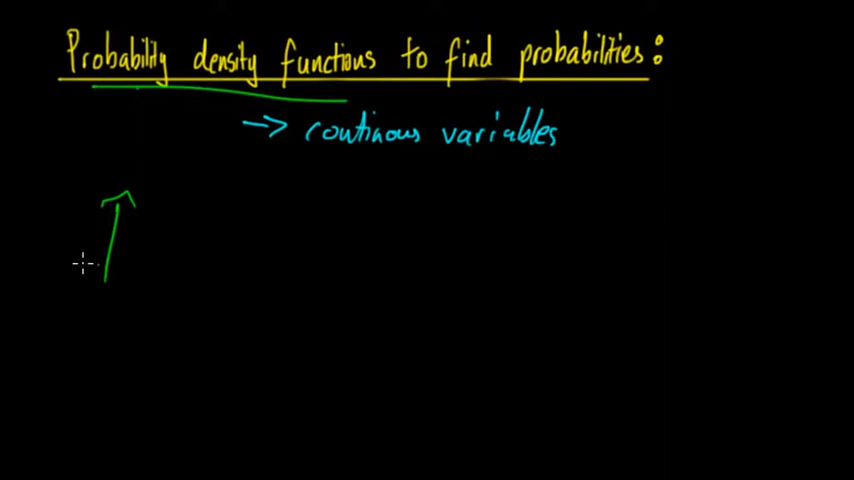 Probability density functions to find probabilities:
→ continous variables